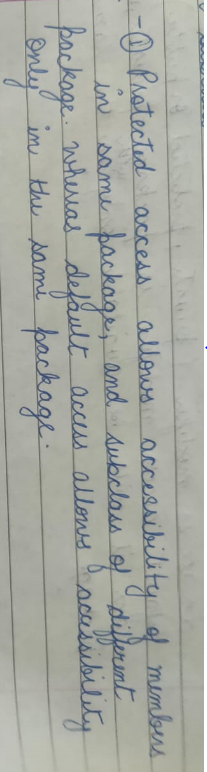 -① Protected access allows accessibility of members
in same package, and subclass of different
package. whereas default access allows accessibility
only in the same package.